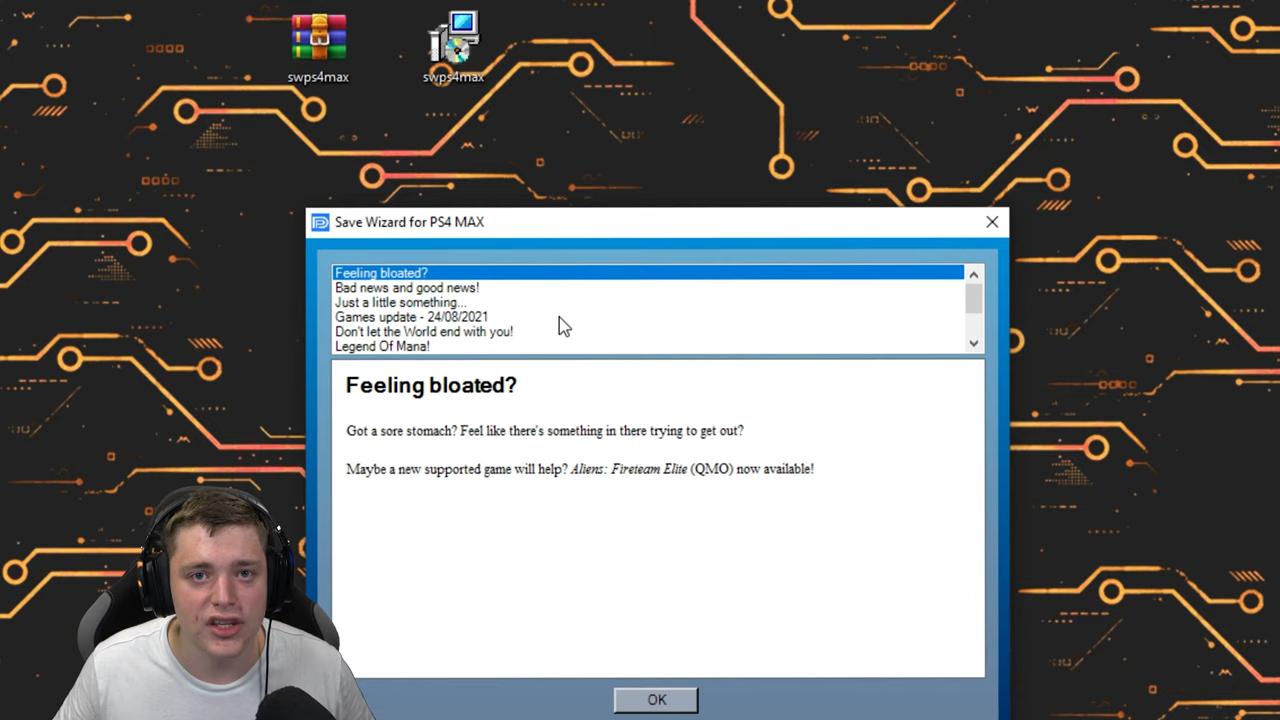 swps4max
swps4max
Save Wizard for PS4 MAX
Feeling bloated?
Bad news and good news!
Just a little something...
Games update - 24/08/2021
Don't let the World end with you!
Legend Of Mana!
Feeling bloated?
Got a sore stomach? Feel like there's something in there trying to get out?
Maybe a new supported game will help? Aliens: Fireteam Elite (QMO) now available!
OK